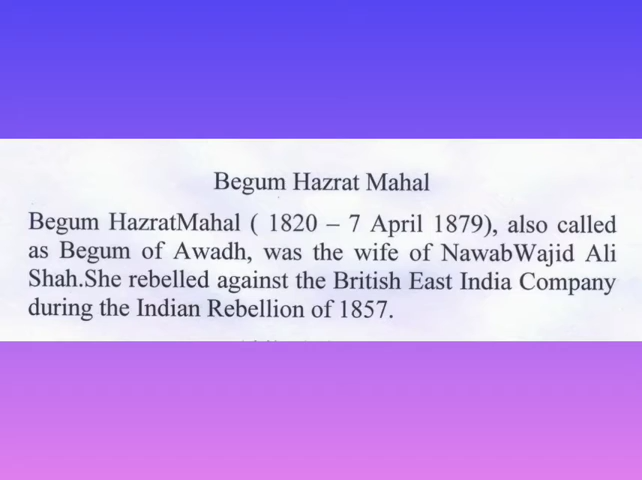 Begum Hazrat Mahal
Begum HazratMahal ( 1820 – 7 April 1879), also called
as Begum of Awadh, was the wife of NawabWajid Ali
Shah.She rebelled against the British East India Company
during the Indian Rebellion of 1857.